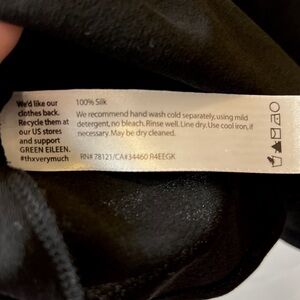 We'd like our
clothes back.
Recycle them at
our US stores
and support
GREEN EILEEN.
#thxverymuch
100% Silk
We recommend hand wash cold separately, using mild
detergent, no bleach. Rinse well. Line dry. Use cool iron, if
necessary. May be dry cleaned.
RN# 78121/CA#34460 R4EEGK